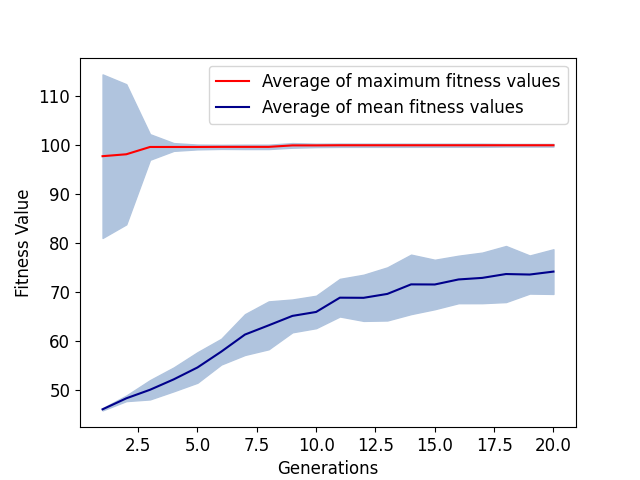 Average of maximum fitness values
Average of mean fitness values
110
100
90
80
70
60
50
Fitness Value
2.5 5.0 7.5 10.0 12.5 15.0 17.5 20.0
Generations